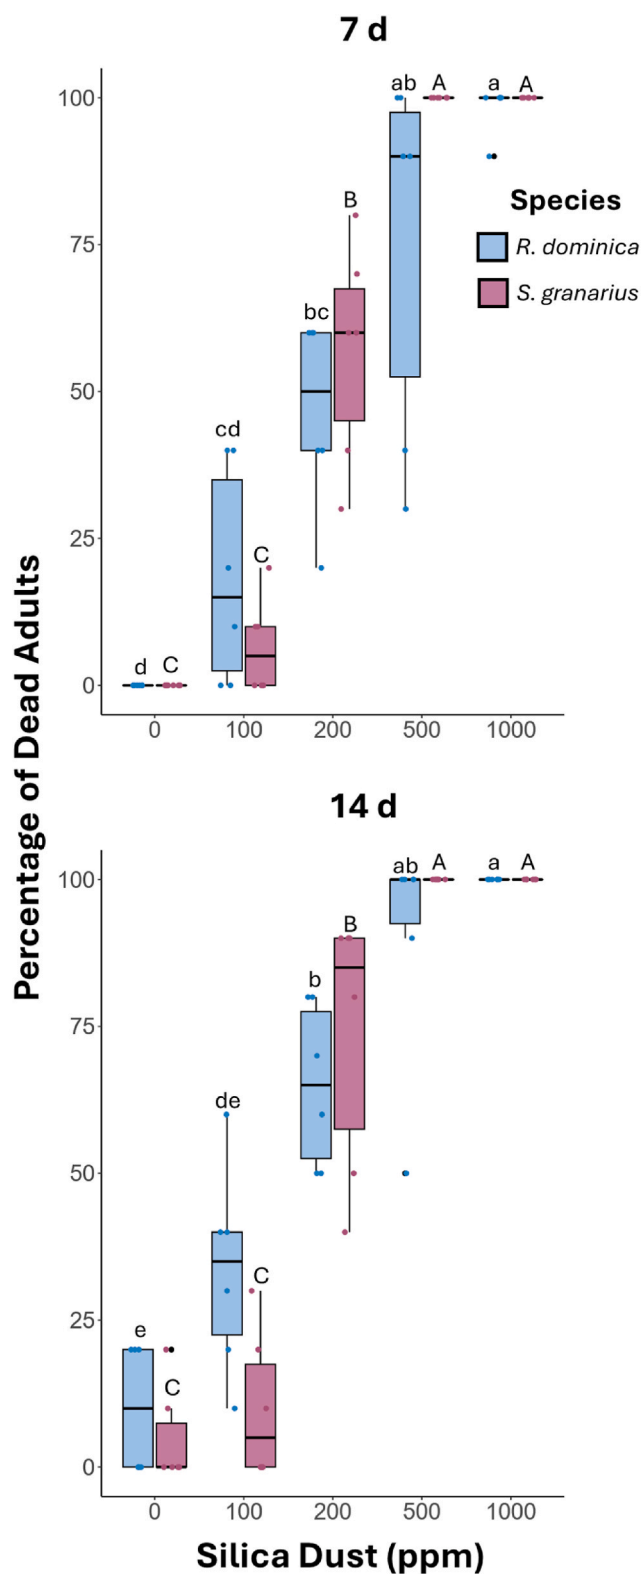 7 d
Percentage of Dead Adults
100
75
50
25
0
d
C
cd
C
bc
B
ab
A
a
A
Species
R. dominica
S. granarius
0 100 200 500 1000
14 d
100
75
50
25
0
e
C
de
C
b
B
ab
A
a
A
0 100 200 500 1000
Silica Dust (ppm)